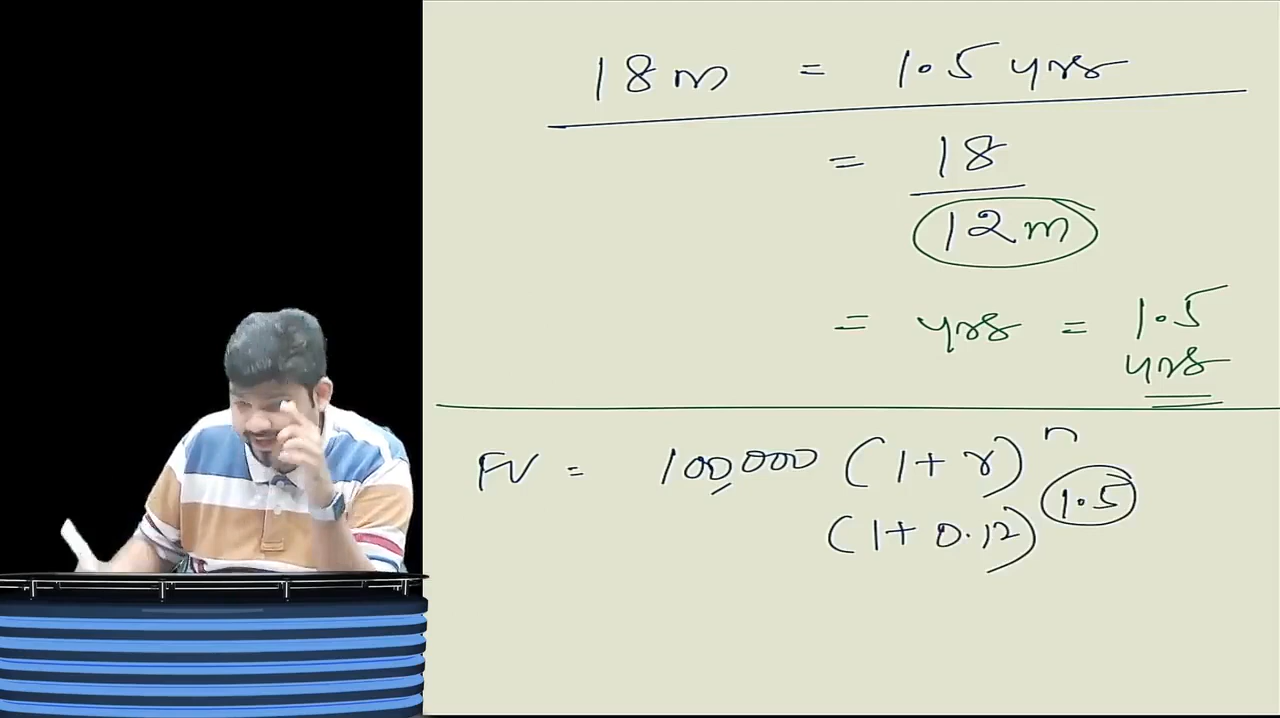 18 m = 1.5 yrs
= 18
12 m
= yrs = 1.5
yrs
FV = 100,000 (1 + r)^n
(1 + 0.12)^1.5